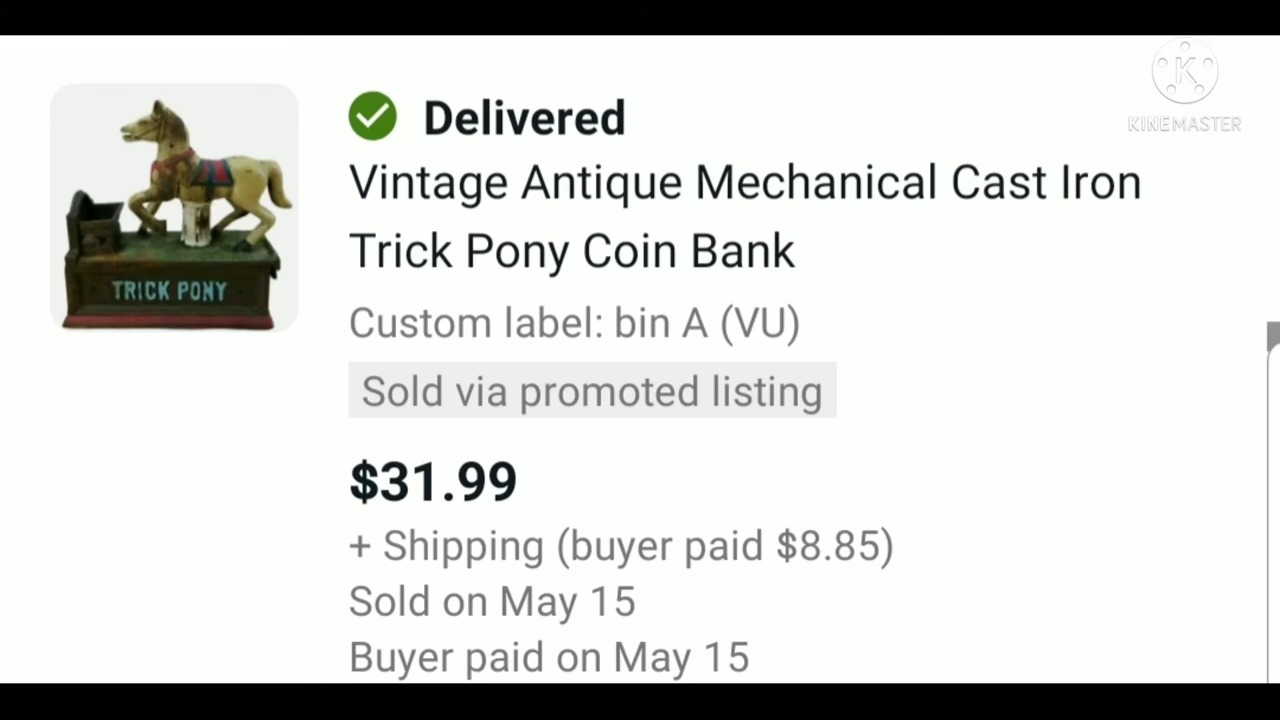 K
KINEMASTER
Delivered
Vintage Antique Mechanical Cast Iron
Trick Pony Coin Bank
TRICK PONY
Custom label: bin A (VU)
Sold via promoted listing
$31.99
+ Shipping (buyer paid $8.85)
Sold on May 15
Buyer paid on May 15